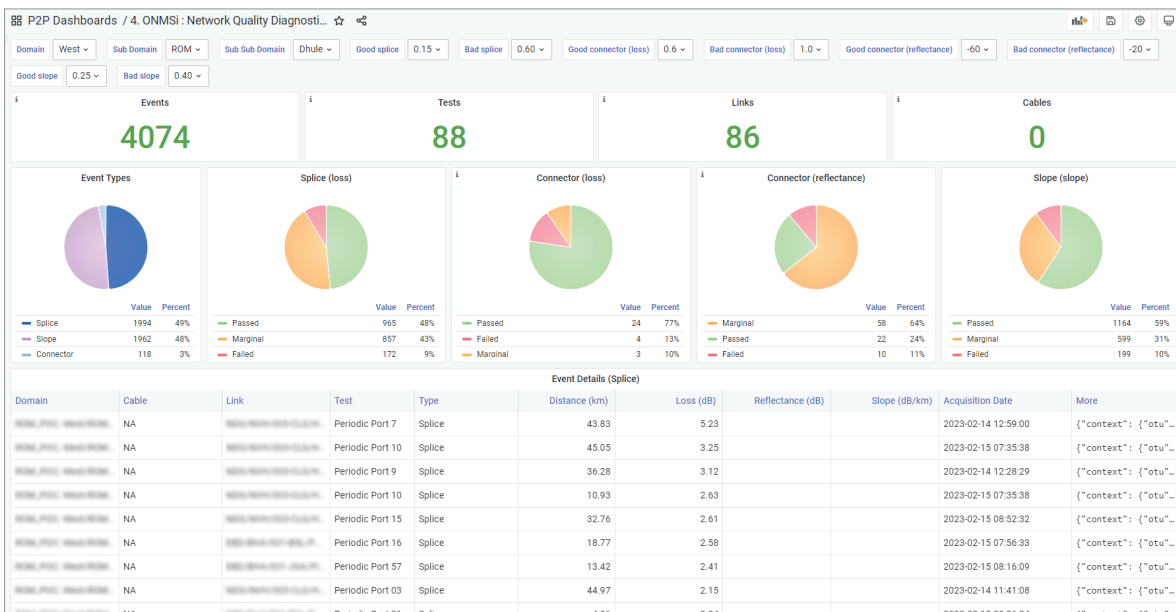 P2P Dashboards / 4. ONMSi : Network Quality Diagnosti...
Domain West Sub Domain ROM Sub Sub Domain Dhule Good splice 0.15 Bad splice 0.60 Good connector (loss) 0.6 Bad connector (loss) 1.0 Good connector (reflectance) -60 Bad connector (reflectance) -20
Good slope 0.25 Bad slope 0.40
Events Tests Links Cables
4074 88 86 0
Event Types Splice (loss) Connector (loss) Connector (reflectance) Slope (slope)
Value Percent Value Percent Value Percent Value Percent Value Percent
Splice 1994 49% Passed 965 48% Passed 24 77% Marginal 58 64% Passed 1164 59%
Slope 1962 48% Marginal 857 43% Failed 4 13% Passed 22 24% Marginal 599 31%
Connector 118 3% Failed 172 9% Marginal 3 10% Failed 10 11% Failed 199 10%
Event Details (Splice)
Domain Cable Link Test Type Distance (km) Loss (dB) Reflectance (dB) Slope (dB/km) Acquisition Date More
NA Periodic Port 7 Splice 43.83 5.23 2023-02-14 12:59:00 {"context": {"otu"…
NA Periodic Port 10 Splice 45.05 3.25 2023-02-15 07:35:38 {"context": {"otu"…
NA Periodic Port 9 Splice 36.28 3.12 2023-02-14 12:28:29 {"context": {"otu"…
NA Periodic Port 10 Splice 10.93 2.63 2023-02-15 07:35:38 {"context": {"otu"…
NA Periodic Port 15 Splice 32.76 2.61 2023-02-15 08:52:32 {"context": {"otu"…
NA Periodic Port 16 Splice 18.77 2.58 2023-02-15 07:56:33 {"context": {"otu"…
NA Periodic Port 57 Splice 13.42 2.41 2023-02-15 08:16:09 {"context": {"otu"…
NA Periodic Port 03 Splice 44.97 2.15 2023-02-14 11:41:08 {"context": {"otu"…